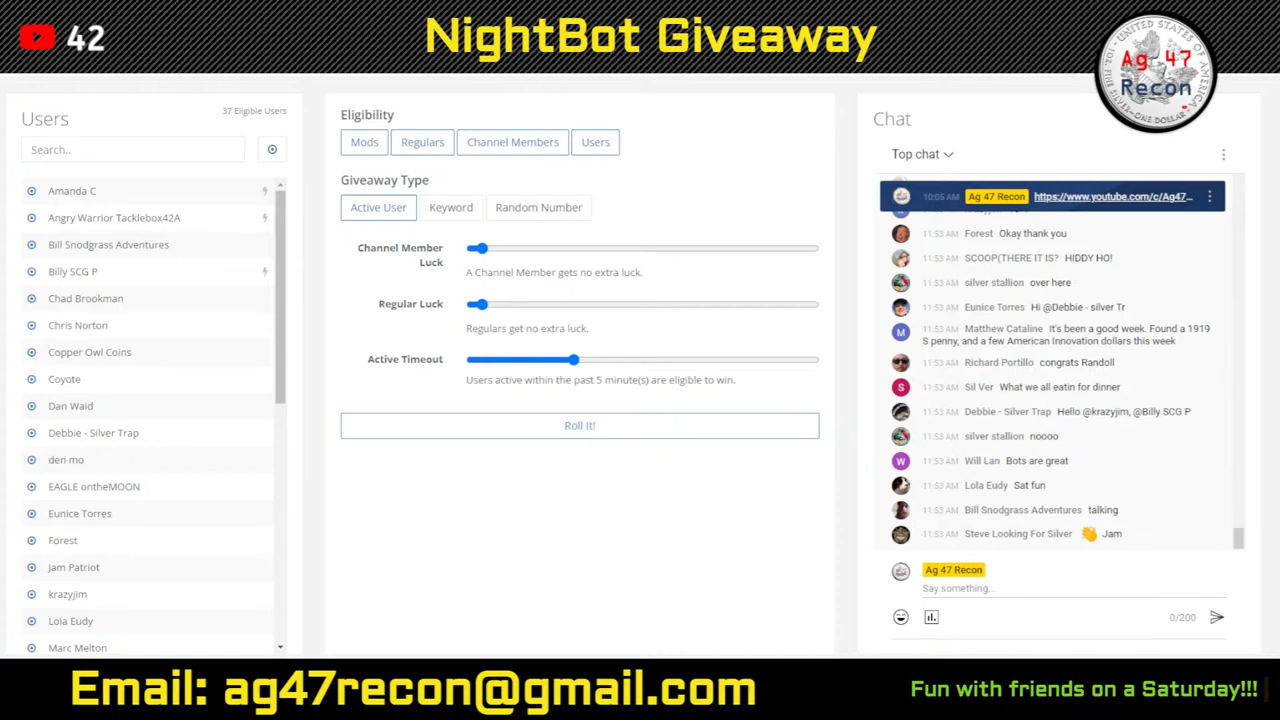 42
NightBot Giveaway
UNITED STATES OF AMERICA
Ag 47
Recon
ONE DOLLAR
Users
37 Eligible Users
Search..
Amanda C
Angry Warrior Tacklebox42A
Bill Snodgrass Adventures
Billy SCG P
Chad Brookman
Chris Norton
Copper Owl Coins
Coyote
Dan Waid
Debbie - Silver Trap
den mo
EAGLE ontheMOON
Eunice Torres
Forest
Jam Patriot
krazyjim
Lola Eudy
Marc Melton
Eligibility
Mods
Regulars
Channel Members
Users
Giveaway Type
Active User
Keyword
Random Number
Channel Member
Luck
A Channel Member gets no extra luck.
Regular Luck
Regulars get no extra luck.
Active Timeout
Users active within the past 5 minute(s) are eligible to win.
Roll It!
Chat
Top chat
10:05 AM Ag 47 Recon https://www.youtube.com/c/Ag47...
11:53 AM Forest Okay thank you
11:53 AM SCOOP(THERE IT IS? HIDDY HO!
11:53 AM silver stallion over here
11:53 AM Eunice Torres Hi @Debbie - silver Tr
M 11:53 AM Matthew Cataline It's been a good week. Found a 1919
S penny, and a few American Innovation dollars this week
11:53 AM Richard Portillo congrats Randoll
S 11:53 AM Sil Ver What we all eatin for dinner
11:53 AM Debbie - Silver Trap Hello @krazyjim, @Billy SCG P
11:53 AM silver stallion noooo
W 11:53 AM Will Lan Bots are great
11:53 AM Lola Eudy Sat fun
11:53 AM Bill Snodgrass Adventures talking
11:53 AM Steve Looking For Silver 👋 Jam
Ag 47 Recon
Say something...
0/200
Email: ag47recon@gmail.com
Fun with friends on a Saturday!!!